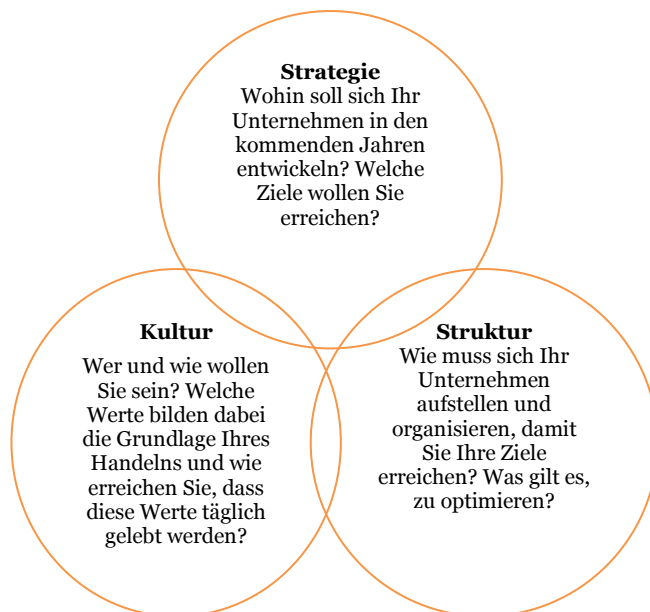 Strategie
Wohin soll sich Ihr
Unternehmen in den
kommenden Jahren
entwickeln? Welche
Ziele wollen Sie
erreichen?
Kultur
Wer und wie wollen
Sie sein? Welche
Werte bilden dabei
die Grundlage Ihres
Handelns und wie
erreichen Sie, dass
diese Werte täglich
gelebt werden?
Struktur
Wie muss sich Ihr
Unternehmen
aufstellen und
organisieren, damit
Sie Ihre Ziele
erreichen? Was gilt es,
zu optimieren?